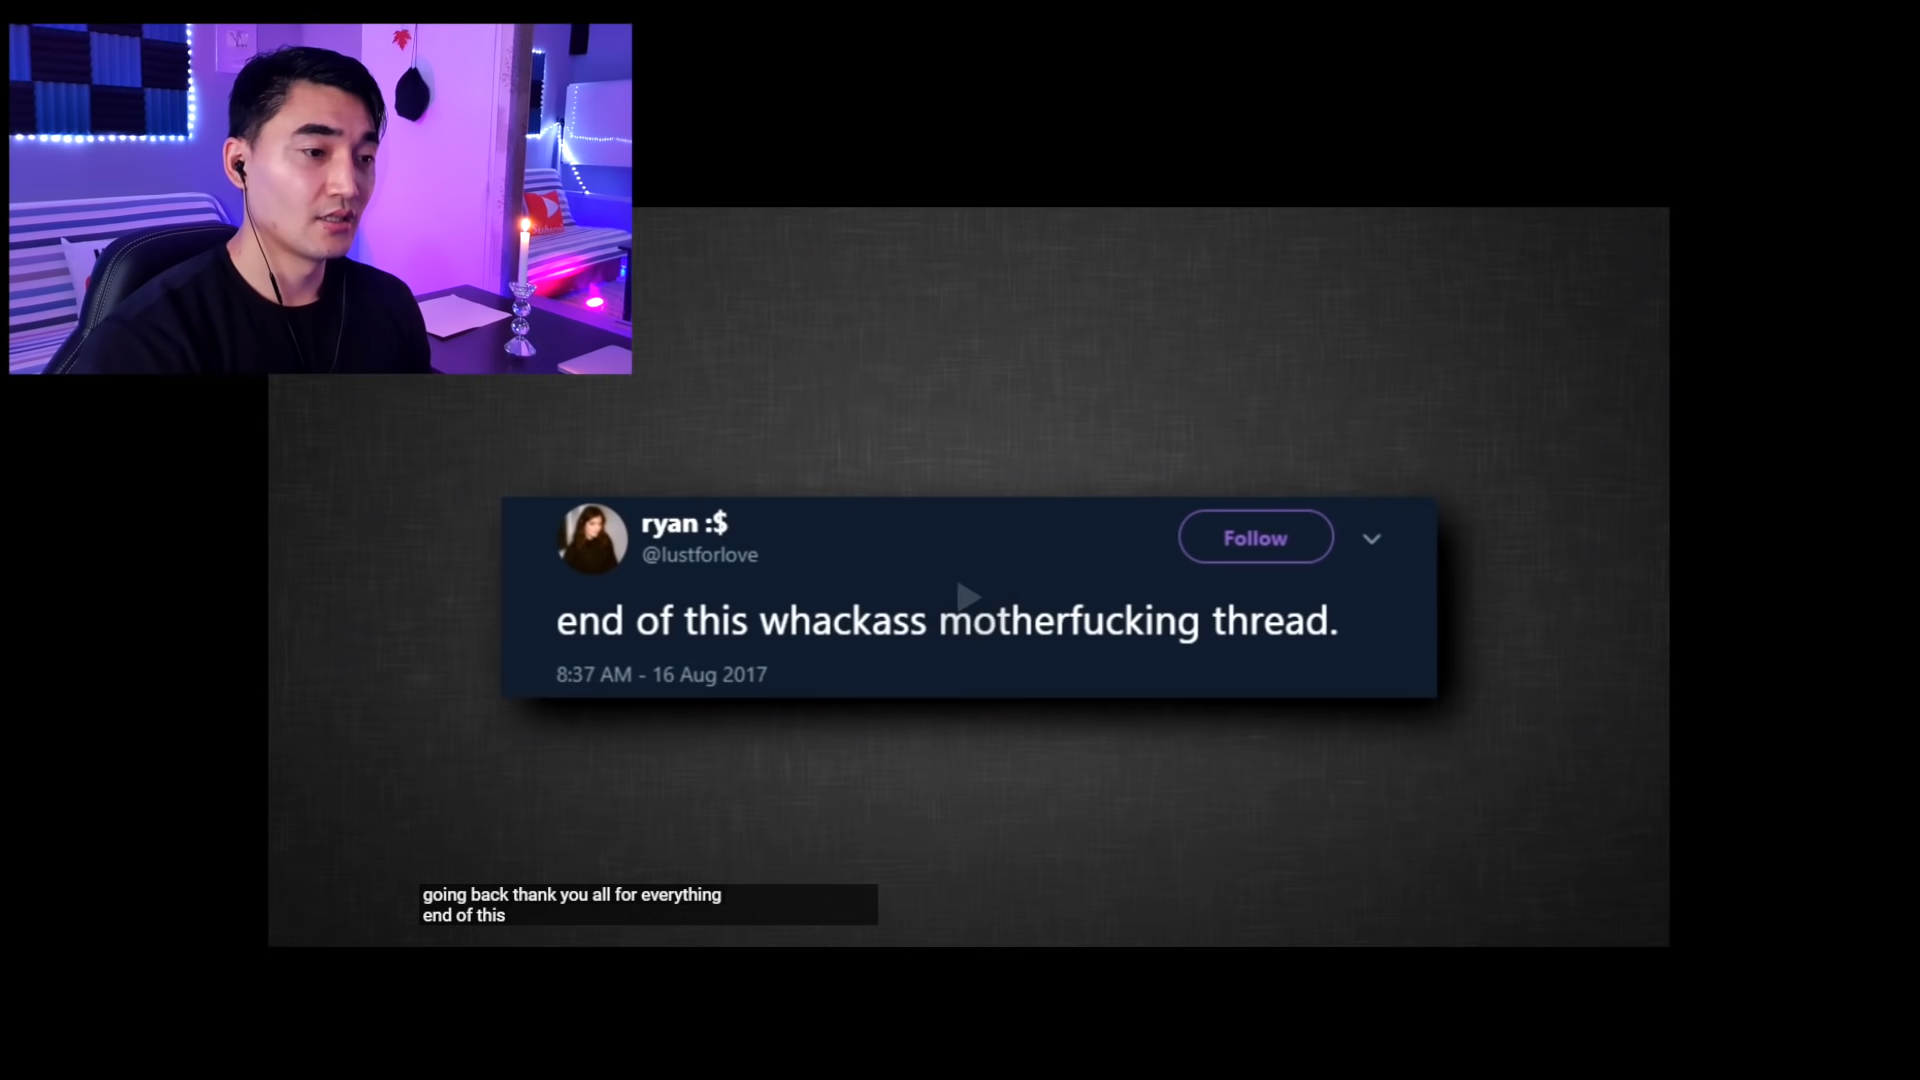 ryan :$
@lustforlove
Follow
end of this whackass motherfucking thread.
8:37 AM - 16 Aug 2017
going back thank you all for everything
end of this